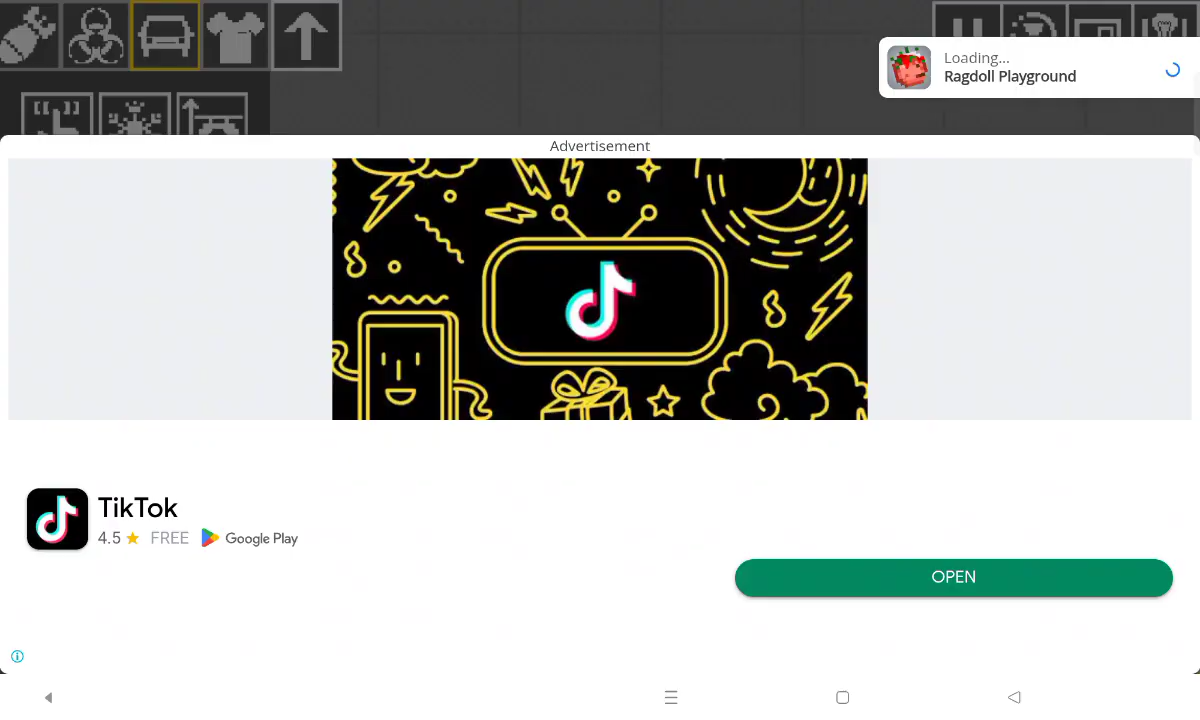 Loading...
Ragdoll Playground
Advertisement
TikTok
4.5 FREE Google Play
OPEN